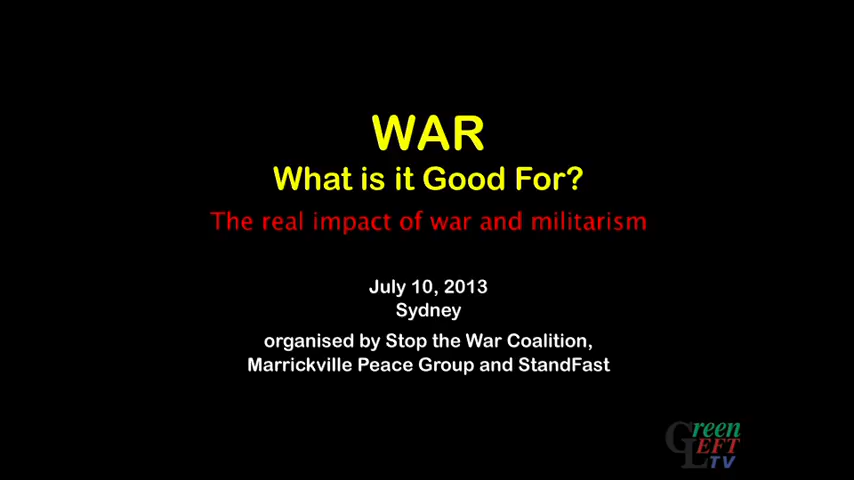 WAR
What is it Good For?
The real impact of war and militarism
July 10, 2013
Sydney
organised by Stop the War Coalition,
Marrickville Peace Group and StandFast
Green
LEFT
TV